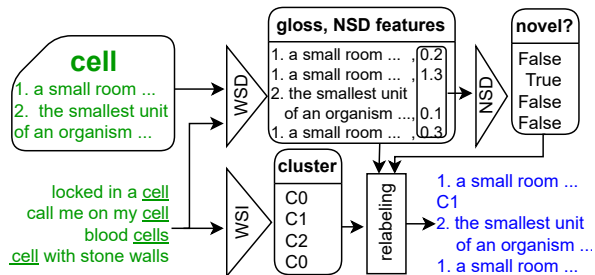 cell
1. a small room ...
2. the smallest unit
of an organism ...
locked in a cell
call me on my cell
blood cells
cell with stone walls
WSD
WSI
gloss, NSD features
1. a small room ... , 0.2
1. a small room ... , 1.3
2. the smallest unit
of an organism ..., 0.1
1. a small room ... , 0.3
cluster
C0
C1
C2
C0
NSD
novel?
False
True
False
False
relabeling
1. a small room ...
C1
2. the smallest unit
of an organism ...
1. a small room ...